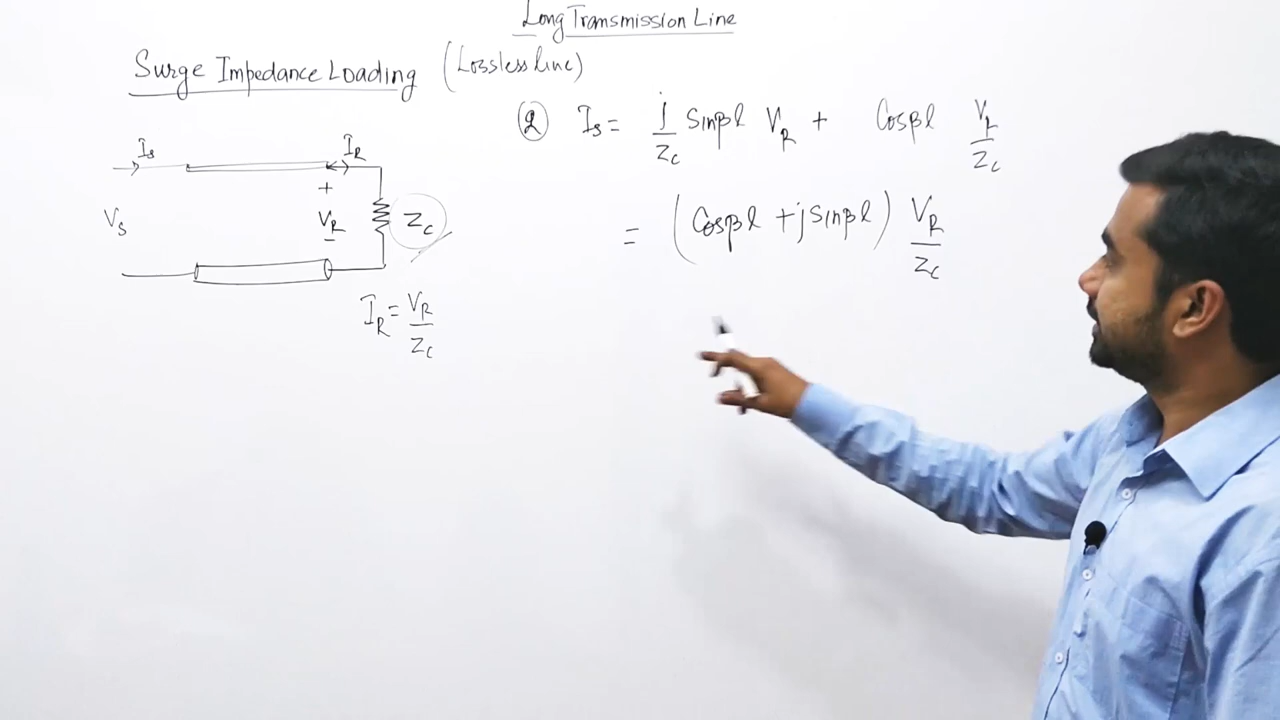 Long Transmission Line
Surge Impedance Loading (Lossless line)
② Is = j/Zc Sinβl VR + Cosβl VR/Zc
= (Cosβl + j Sinβl) VR/Zc
Is
IR
+
Vs
VR
Zc
-
IR = VR/Zc